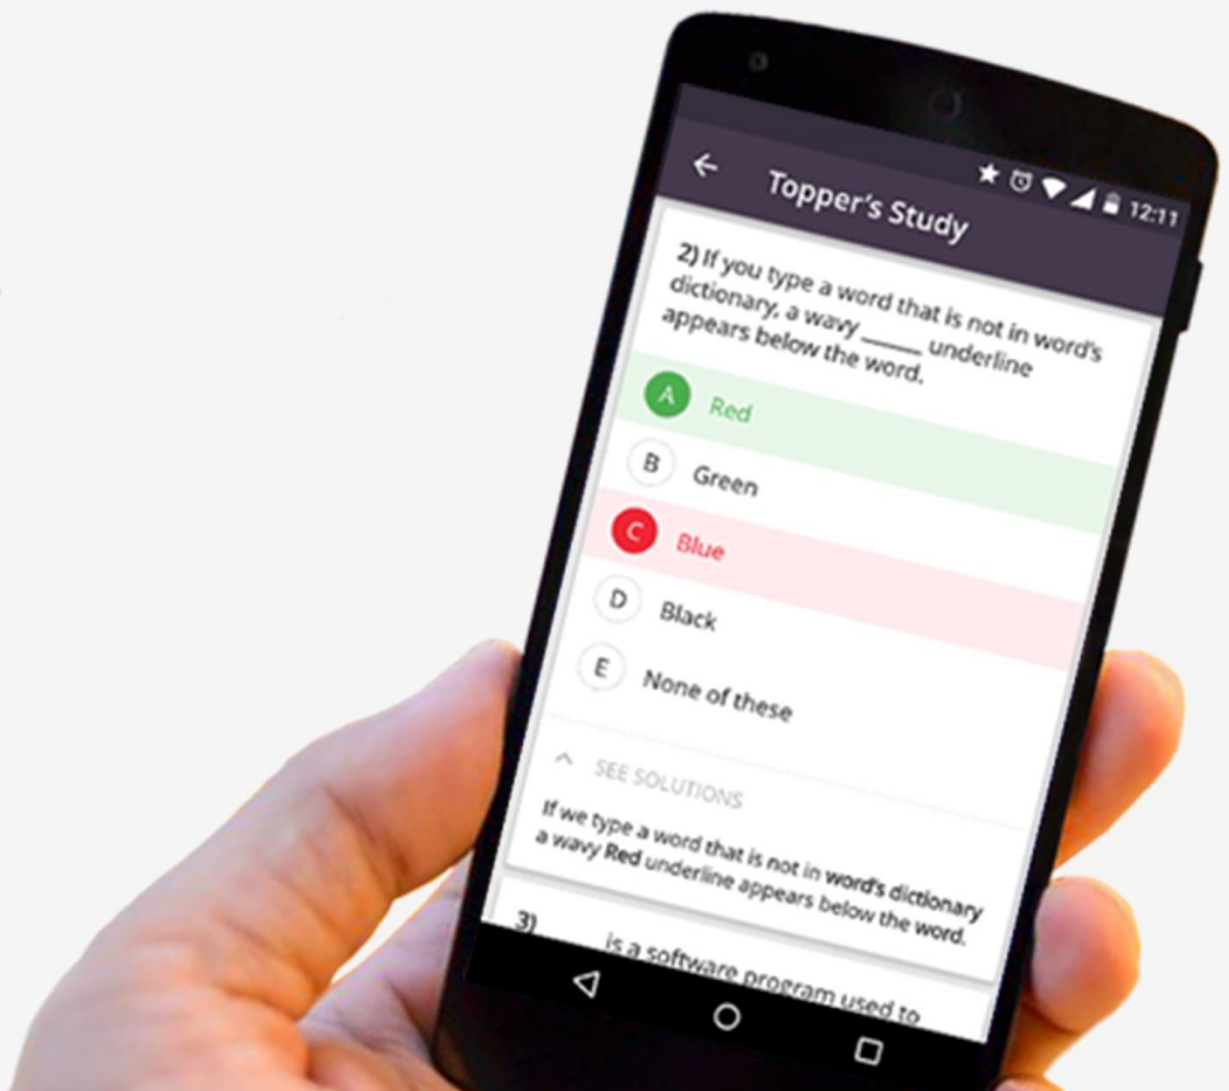 12:11
Topper's Study
2) If you type a word that is not in word's
dictionary, a wavy ______ underline
appears below the word.
A Red
B Green
C Blue
D Black
E None of these
SEE SOLUTIONS
If we type a word that is not in word's dictionary
a wavy Red underline appears below the word.
3) ______ is a software program used to